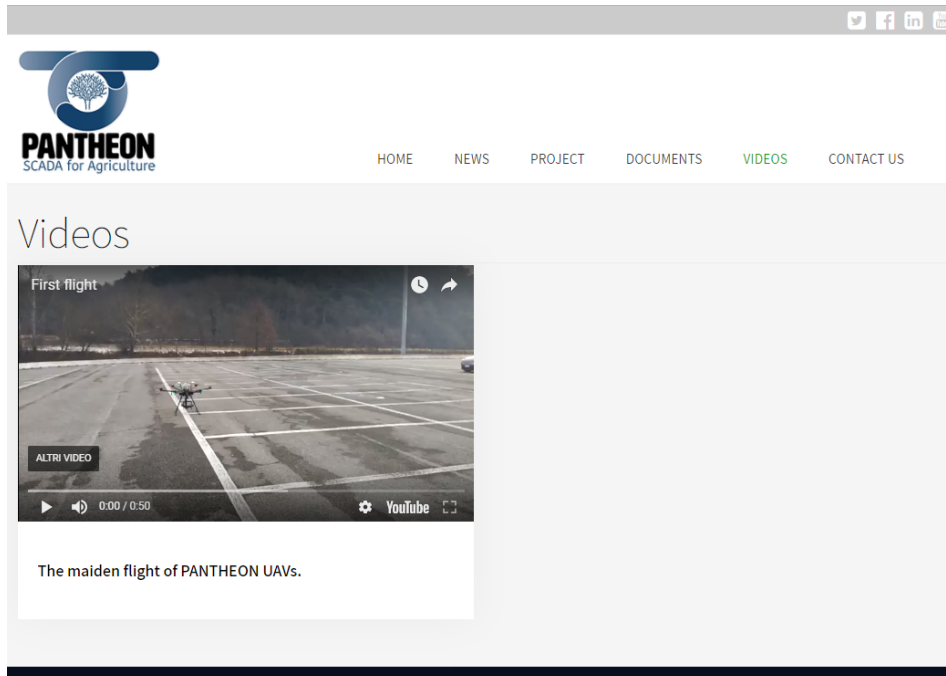 PANTHEON
SCADA for Agriculture
HOME NEWS PROJECT DOCUMENTS VIDEOS CONTACT US
Videos
First flight
ALTRI VIDEO
0:00 / 0:50 YouTube
The maiden flight of PANTHEON UAVs.